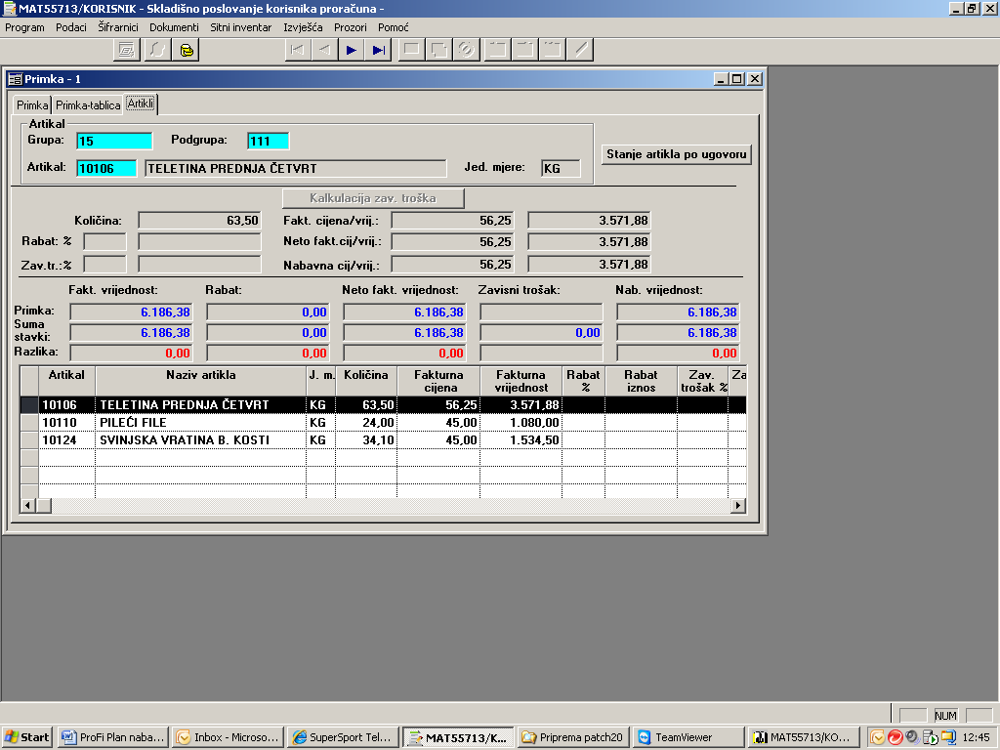 MAT55713/KORISNIK - Skladišno poslovanje korisnika proračuna -
Program Podaci Šifrarnici Dokumenti Sitni inventar Izvješća Prozori Pomoć
Primka - 1
Primka Primka-tablica Artikli
Artikal
Grupa: 15 Podgrupa: 111
Artikal: 10106 TELETINA PREDNJA ČETVRT Jed. mjere: KG
Stanje artikla po ugovoru
Kalkulacija zav. troška
Količina: 63,50 Fakt. cijena/vrij.: 56,25 3.571,88
Rabat: % Neto fakt.cij/vrij.: 56,25 3.571,88
Zav.tr.:% Nabavna cij/vrij.: 56,25 3.571,88
Fakt. vrijednost: Rabat: Neto fakt. vrijednost: Zavisni trošak: Nab. vrijednost:
Primka: 6.186,38 0,00 6.186,38 6.186,38
Suma stavki: 6.186,38 0,00 6.186,38 0,00 6.186,38
Razlika: 0,00 0,00 0,00 0,00
Artikal Naziv artikla J. m. Količina Fakturna cijena Fakturna vrijednost Rabat % Rabat iznos Zav. trošak % Za
10106 TELETINA PREDNJA ČETVRT KG 63,50 56,25 3.571,88
10110 PILEĆI FILE KG 24,00 45,00 1.080,00
10124 SVINJSKA VRATINA B. KOSTI KG 34,10 45,00 1.534,50
NUM
Start ProFi Plan naba... Inbox - Microso... SuperSport Tel... MAT55713/K... Priprema patch20 TeamViewer MAT55713/KO... 12:45